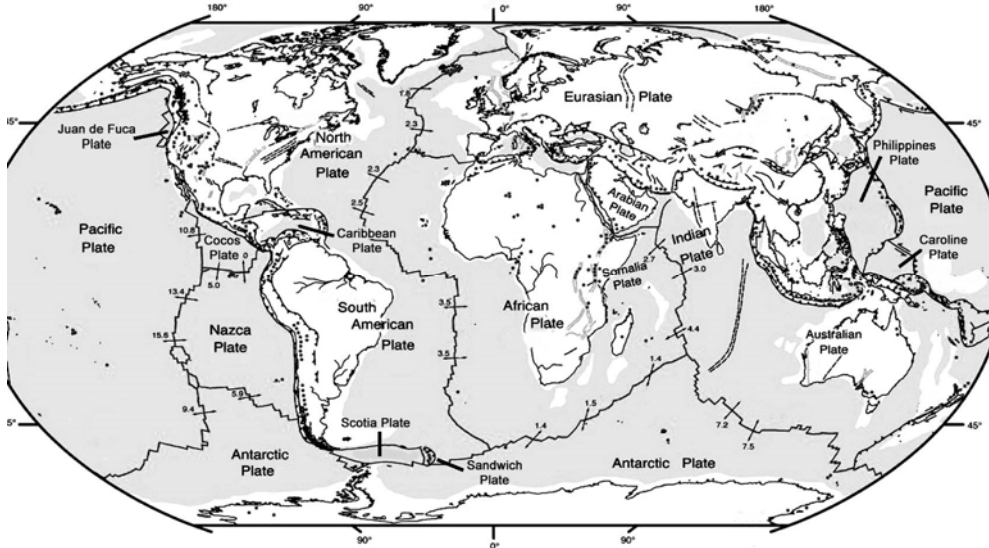 180°
90°
0°
90°
180°
45°
45°
Juan de Fuca
Plate
North
American
Plate
Eurasian Plate
Philippines
Plate
Pacific
Plate
Pacific
Plate
Arabian
Plate
Caribbean
Plate
Cocos
Plate
Indian
Plate
Somalia
Plate
Caroline
Plate
Nazca
Plate
South
American
Plate
African
Plate
Australian
Plate
Scotia Plate
Sandwich
Plate
Antarctic
Plate
Antarctic Plate
2.3
2.3
2.5
10.8
0
5.0
13.4
15.8
3.5
3.5
2.7
3.0
4.4
1.4
1.5
1.4
5.9
9.4
7.2
7.5
5°
45°
180°
90°
0°
90°
180°